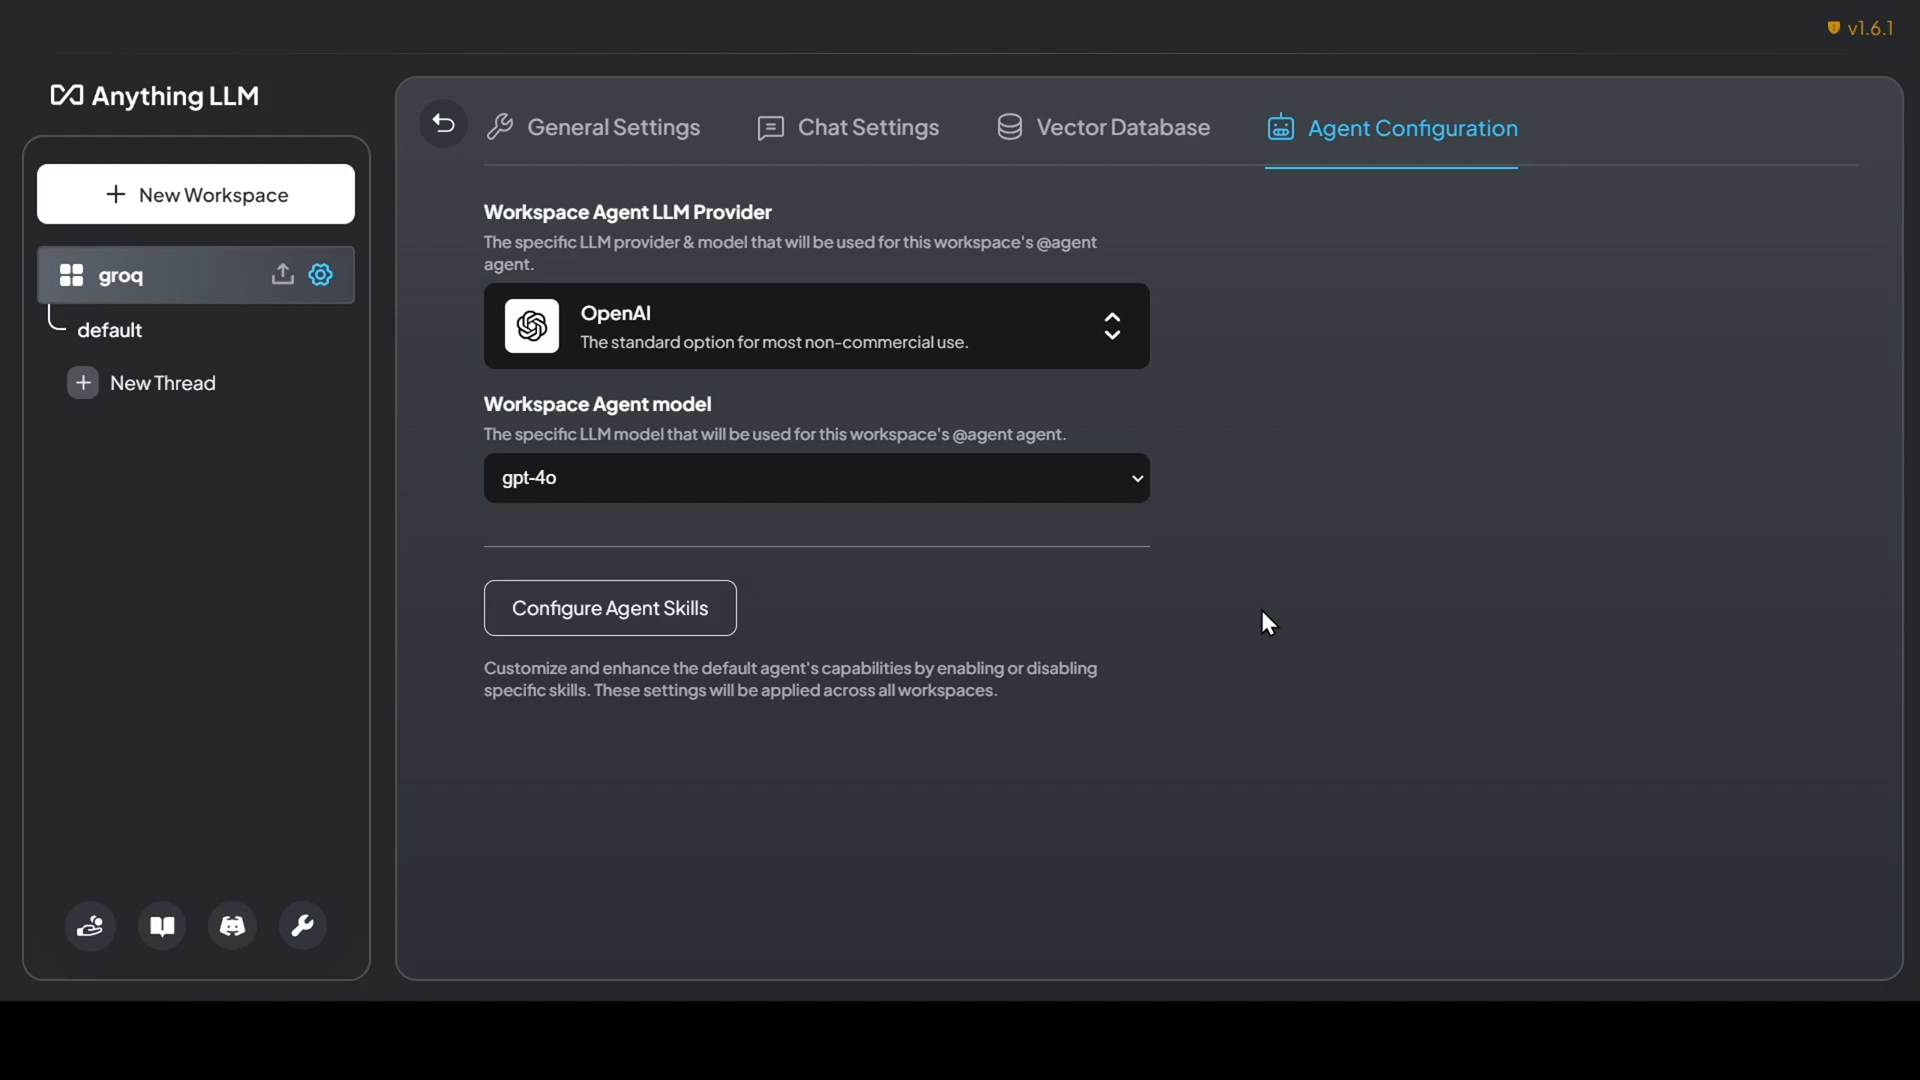 v1.6.1
Anything LLM
General Settings
Chat Settings
Vector Database
Agent Configuration
New Workspace
groq
default
New Thread
Workspace Agent LLM Provider
The specific LLM provider & model that will be used for this workspace's @agent
agent.
OpenAI
The standard option for most non-commercial use.
Workspace Agent model
The specific LLM model that will be used for this workspace's @agent agent.
gpt-4o
Configure Agent Skills
Customize and enhance the default agent's capabilities by enabling or disabling
specific skills. These settings will be applied across all workspaces.